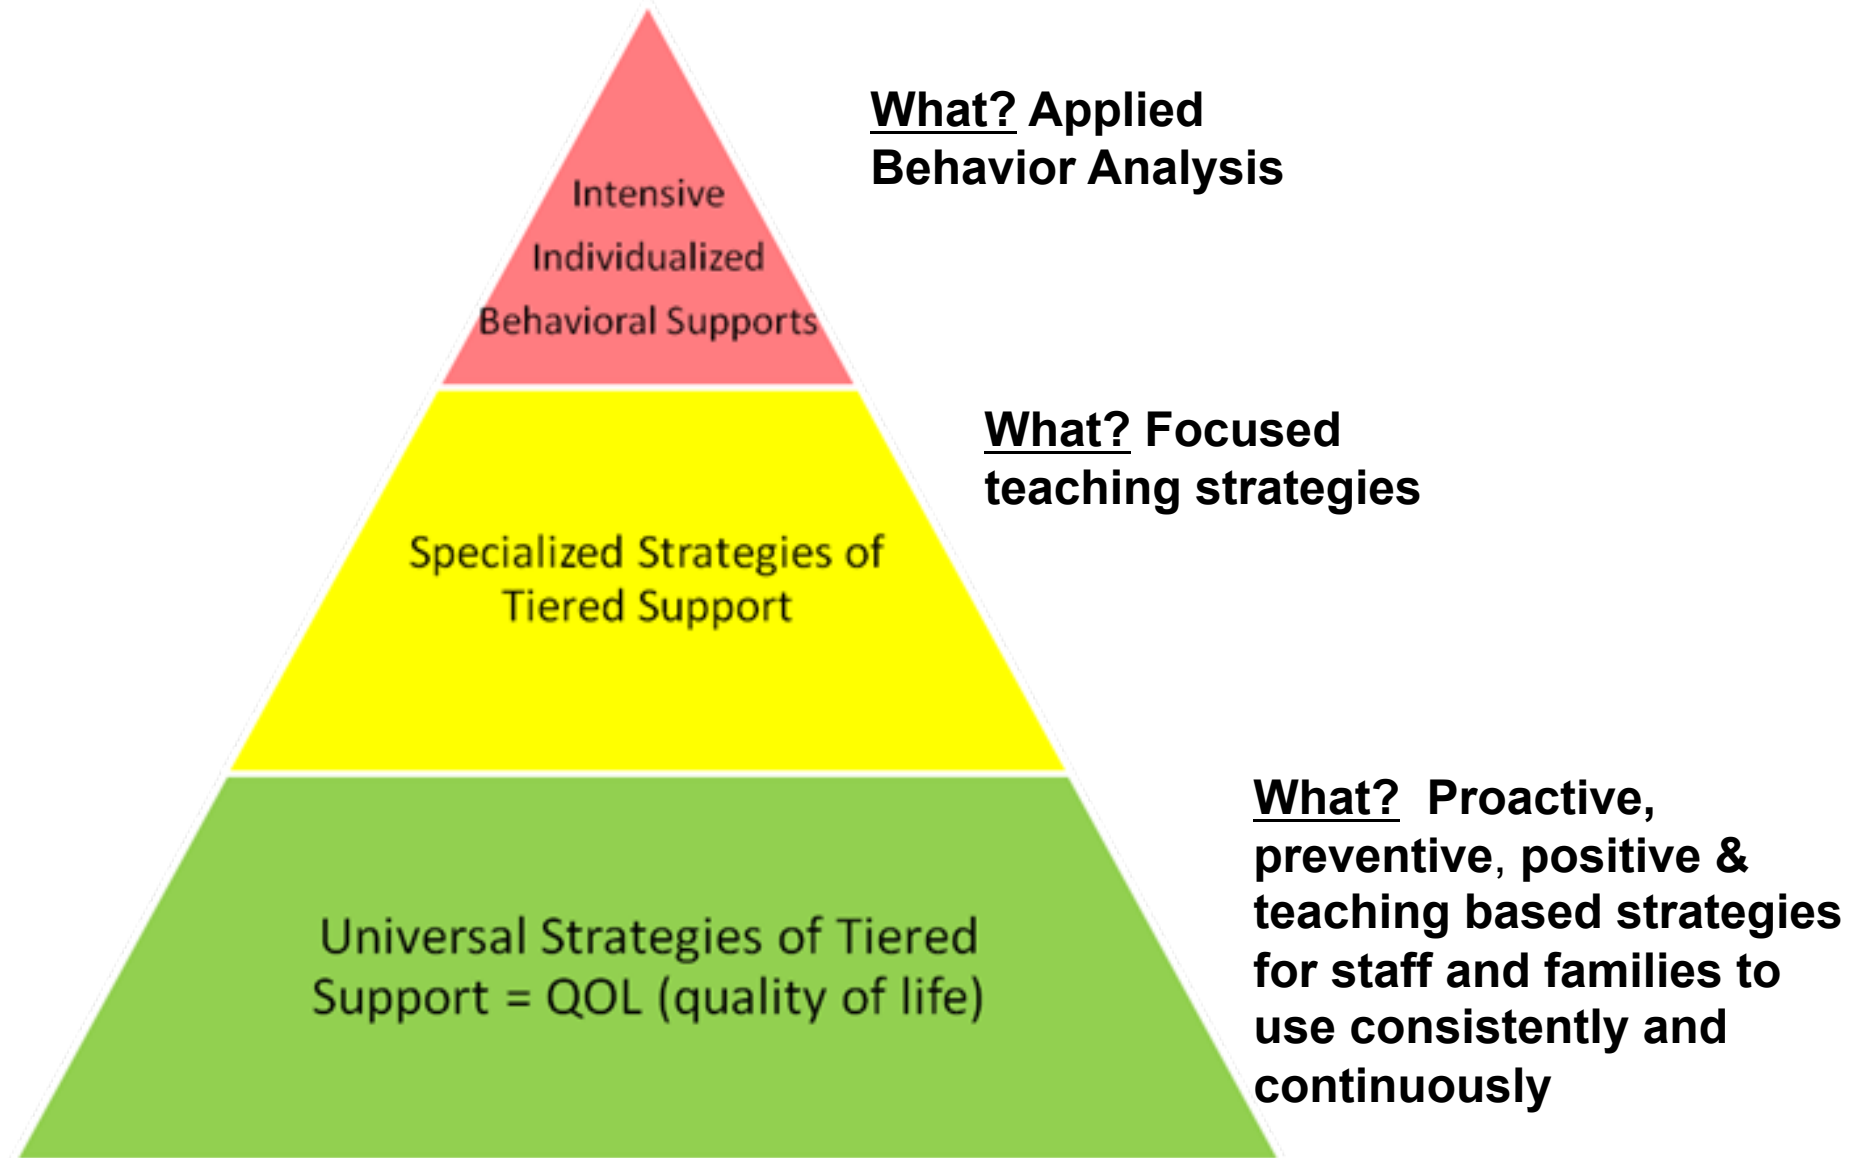 What? Applied
Behavior Analysis
Intensive
Individualized
Behavioral Supports
What? Focused
teaching strategies
Specialized Strategies of
Tiered Support
What?  Proactive,
preventive, positive &
teaching based strategies
for staff and families to
use consistently and
continuously
Universal Strategies of Tiered
Support = QOL (quality of life)